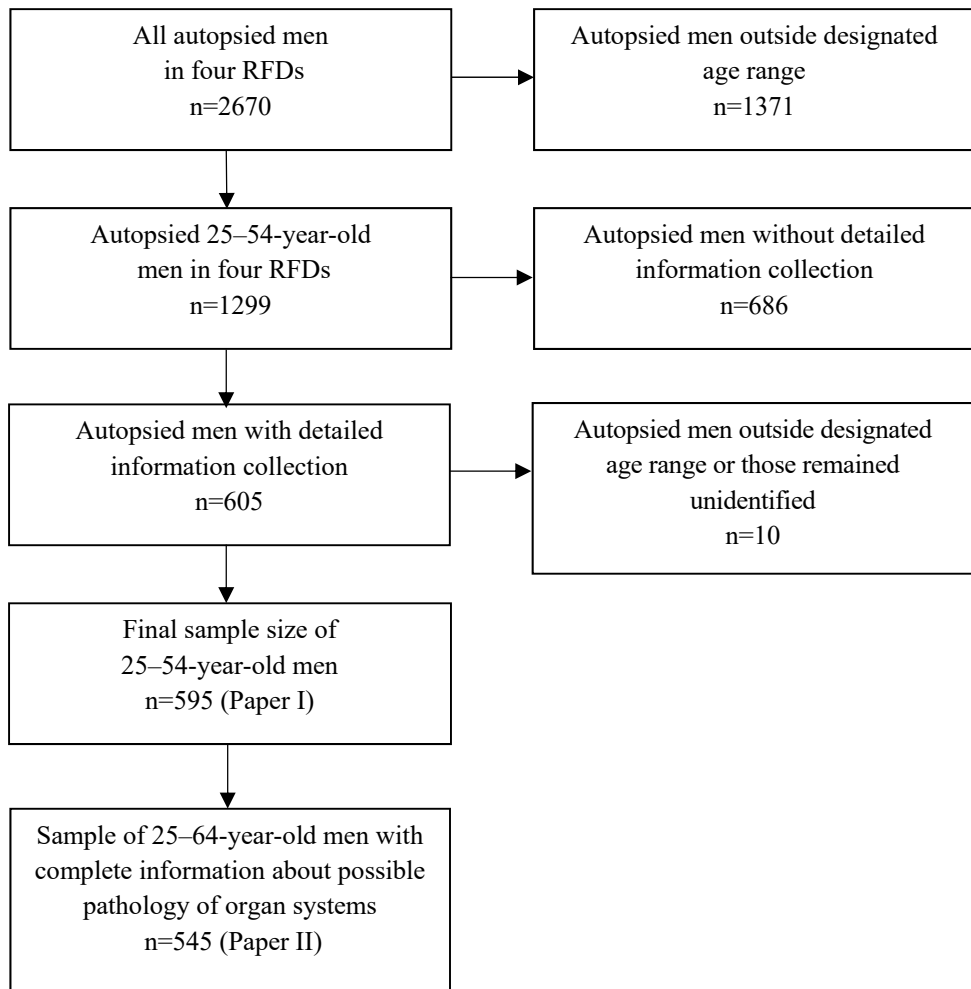 All autopsied men
in four RFDs
n=2670
Autopsied men outside designated
age range
n=1371
Autopsied 25–54-year-old
men in four RFDs
n=1299
Autopsied men without detailed
information collection
n=686
Autopsied men with detailed
information collection
n=605
Autopsied men outside designated
age range or those remained
unidentified
n=10
Final sample size of
25–54-year-old men
n=595 (Paper I)
Sample of 25–64-year-old men with
complete information about possible
pathology of organ systems
n=545 (Paper II)